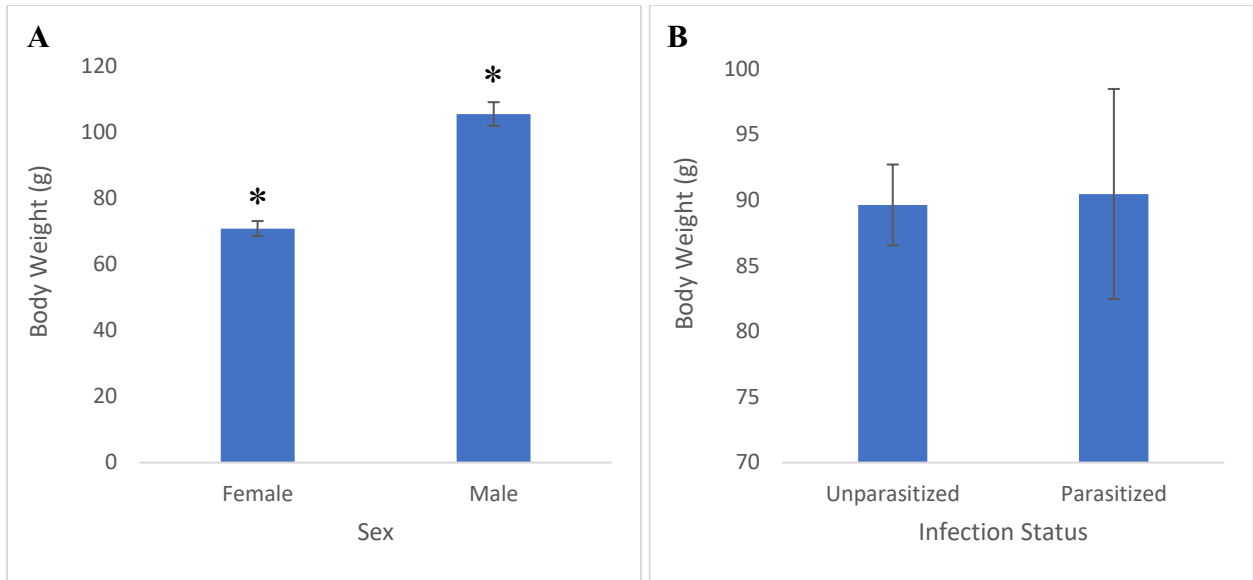 A
120
100
80
60
40
20
0
Body Weight (g)
*
*
Female Male
Sex
B
100
95
90
85
80
75
70
Body Weight (g)
Unparasitized Parasitized
Infection Status